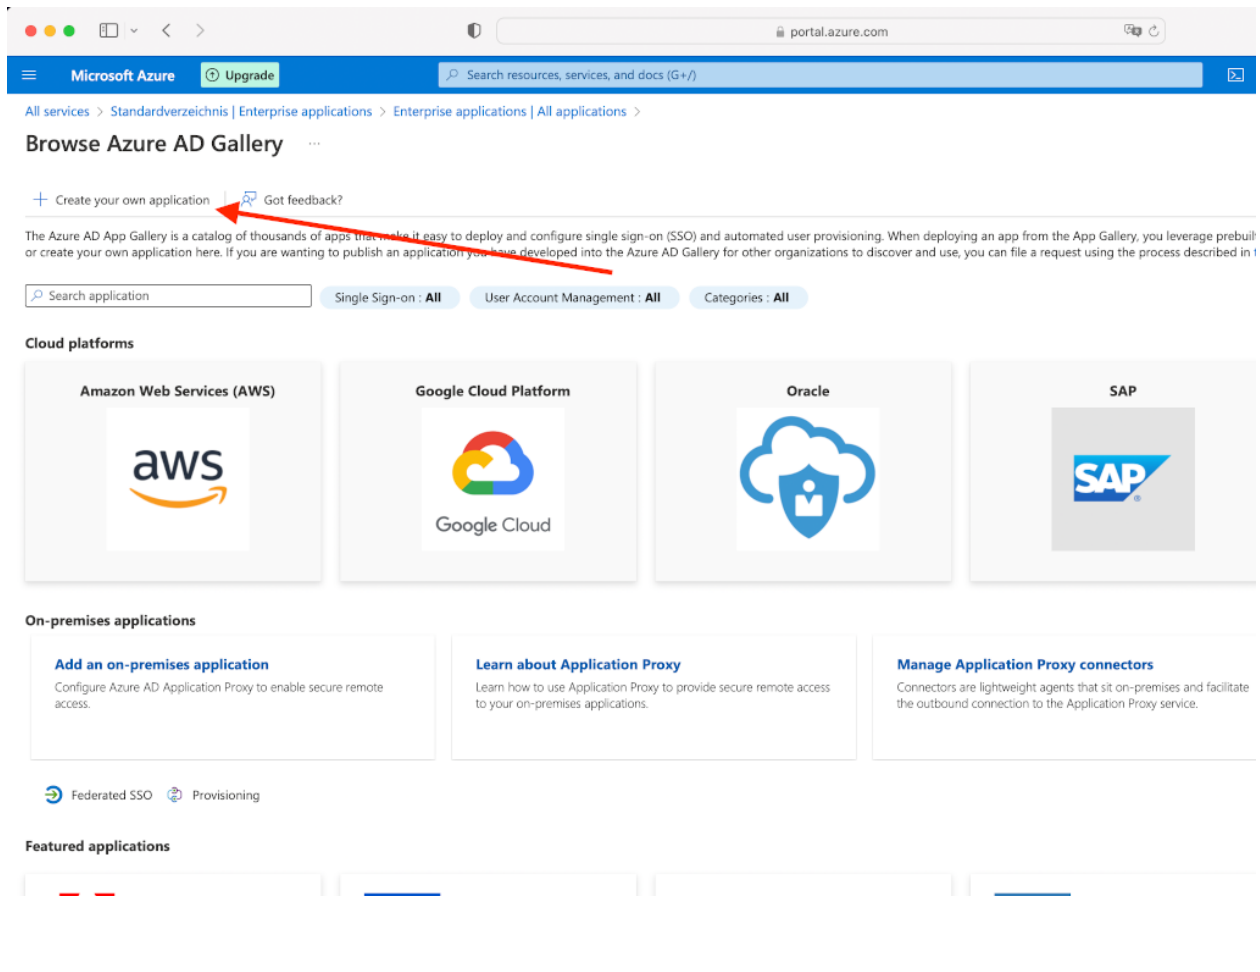 portal.azure.com
Microsoft Azure
Upgrade
Search resources, services, and docs (G+/)
All services > Standardverzeichnis | Enterprise applications > Enterprise applications | All applications >
Browse Azure AD Gallery ...
+ Create your own application
Got feedback?
The Azure AD App Gallery is a catalog of thousands of apps that make it easy to deploy and configure single sign-on (SSO) and automated user provisioning. When deploying an app from the App Gallery, you leverage prebuilt
or create your own application here. If you are wanting to publish an application you have developed into the Azure AD Gallery for other organizations to discover and use, you can file a request using the process described in
Search application
Single Sign-on : All
User Account Management : All
Categories : All
Cloud platforms
Amazon Web Services (AWS)
Google Cloud Platform
Oracle
SAP
aws
Google Cloud
SAP
On-premises applications
Add an on-premises application
Configure Azure AD Application Proxy to enable secure remote
access.
Learn about Application Proxy
Learn how to use Application Proxy to provide secure remote access
to your on-premises applications.
Manage Application Proxy connectors
Connectors are lightweight agents that sit on-premises and facilitate
the outbound connection to the Application Proxy service.
Federated SSO
Provisioning
Featured applications